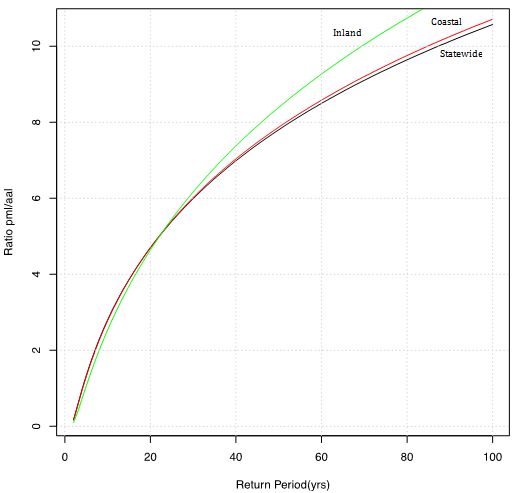 Inland
Coastal
Statewide
Ratio pml/aal
10
8
6
4
2
0
0 20 40 60 80 100
Return Period(yrs)